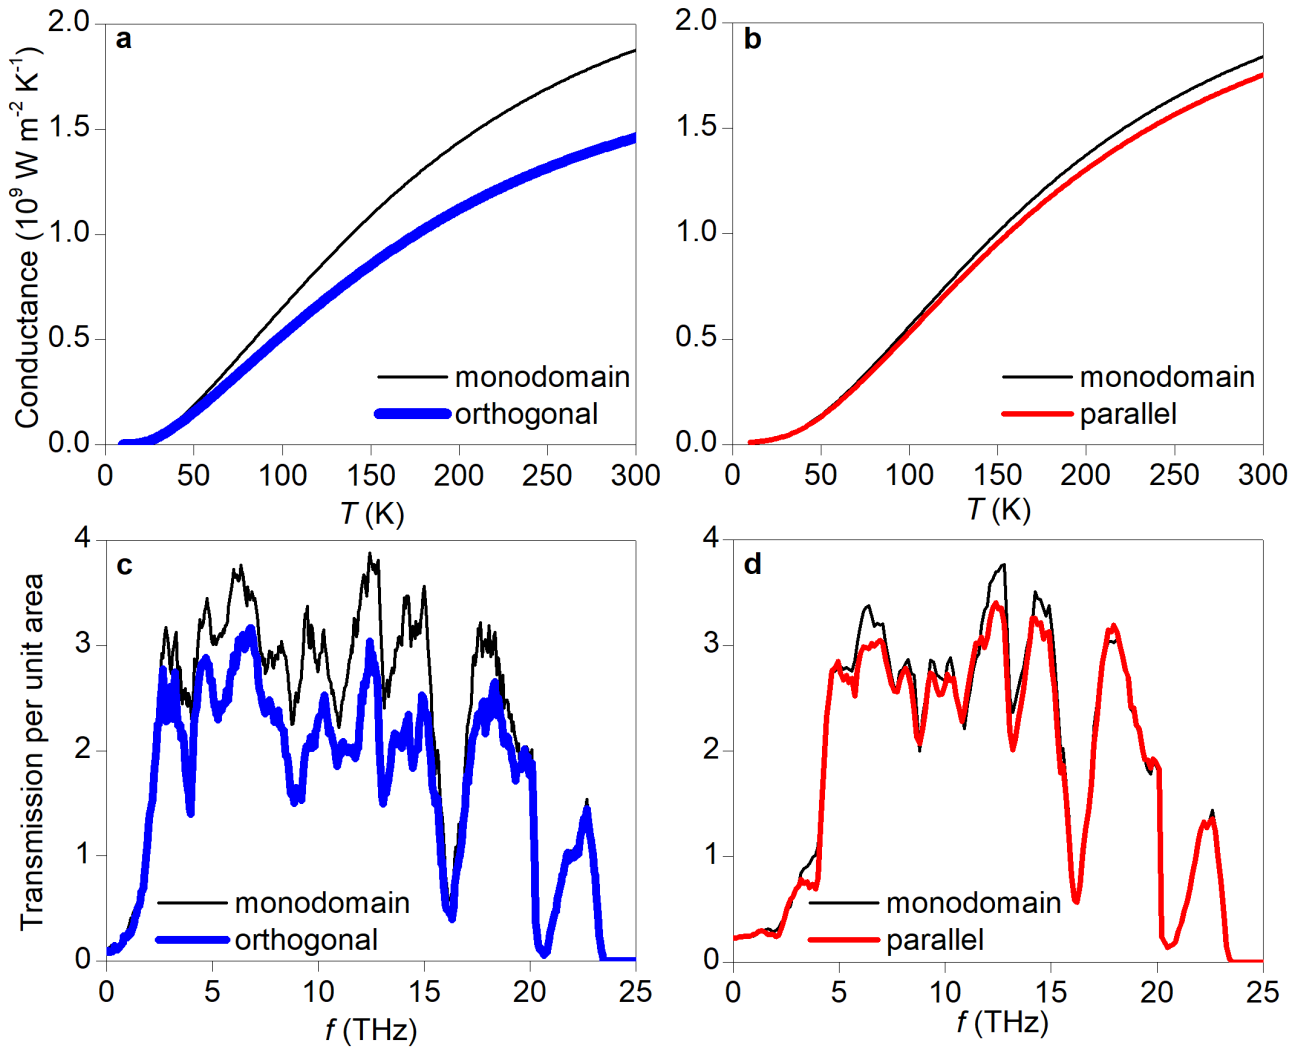 a
2.0
1.5
1.0
0.5
0.0
Conductance (10⁹ W m⁻² K⁻¹)
monodomain
orthogonal
0 50 100 150 200 250 300
T (K)
b
2.0
1.5
1.0
0.5
0.0
monodomain
parallel
0 50 100 150 200 250 300
T (K)
c
4
3
2
1
0
Transmission per unit area
monodomain
orthogonal
0 5 10 15 20 25
f (THz)
d
4
3
2
1
0
monodomain
parallel
0 5 10 15 20 25
f (THz)